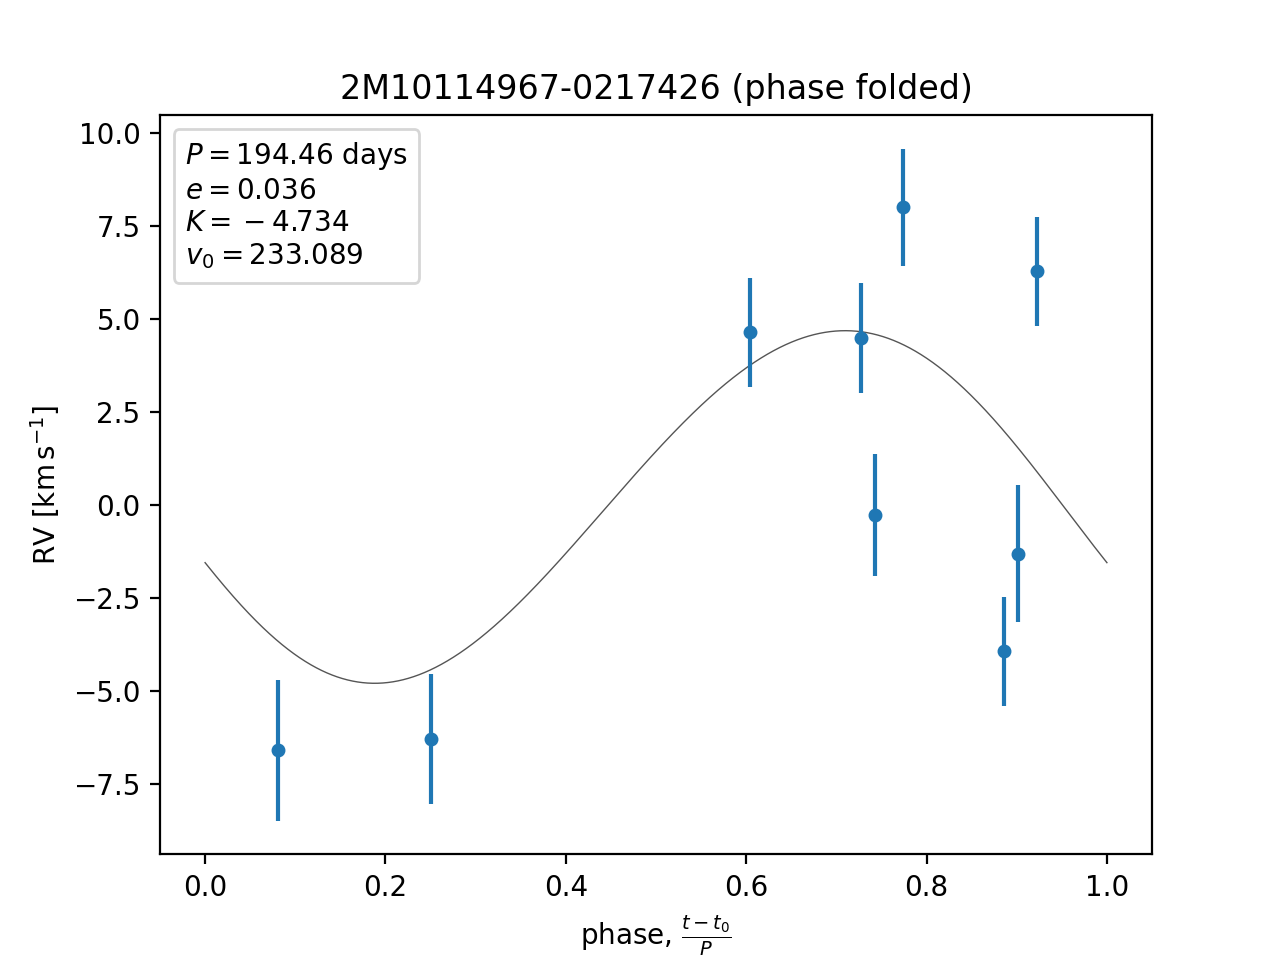 2M10114967-0217426 (phase folded)
P = 194.46 days
e = 0.036
K = −4.734
v₀ = 233.089
RV [km s⁻¹]
10.0
7.5
5.0
2.5
0.0
−2.5
−5.0
−7.5
0.0 0.2 0.4 0.6 0.8 1.0
phase, (t − t₀)/P